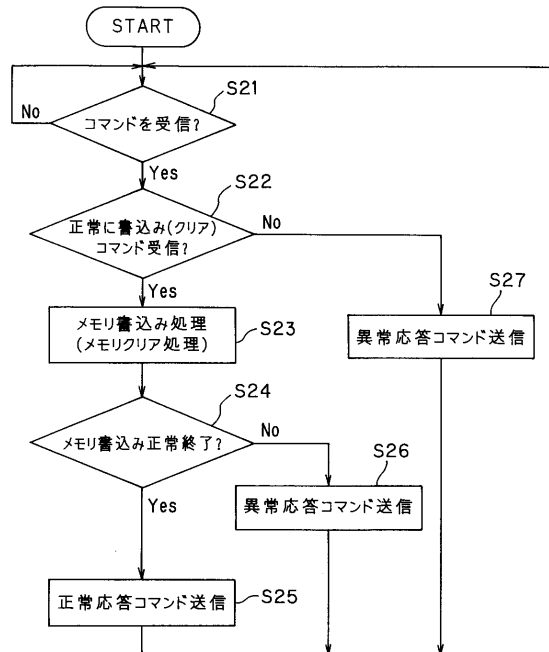 START
S21
No
コマンドを受信?
Yes
S22
正常に書込み(クリア)
コマンド受信?
No
Yes
S27
異常応答コマンド送信
メモリ書込み処理
(メモリクリア処理)
S23
S24
メモリ書込み正常終了?
No
S26
Yes
異常応答コマンド送信
正常応答コマンド送信
S25